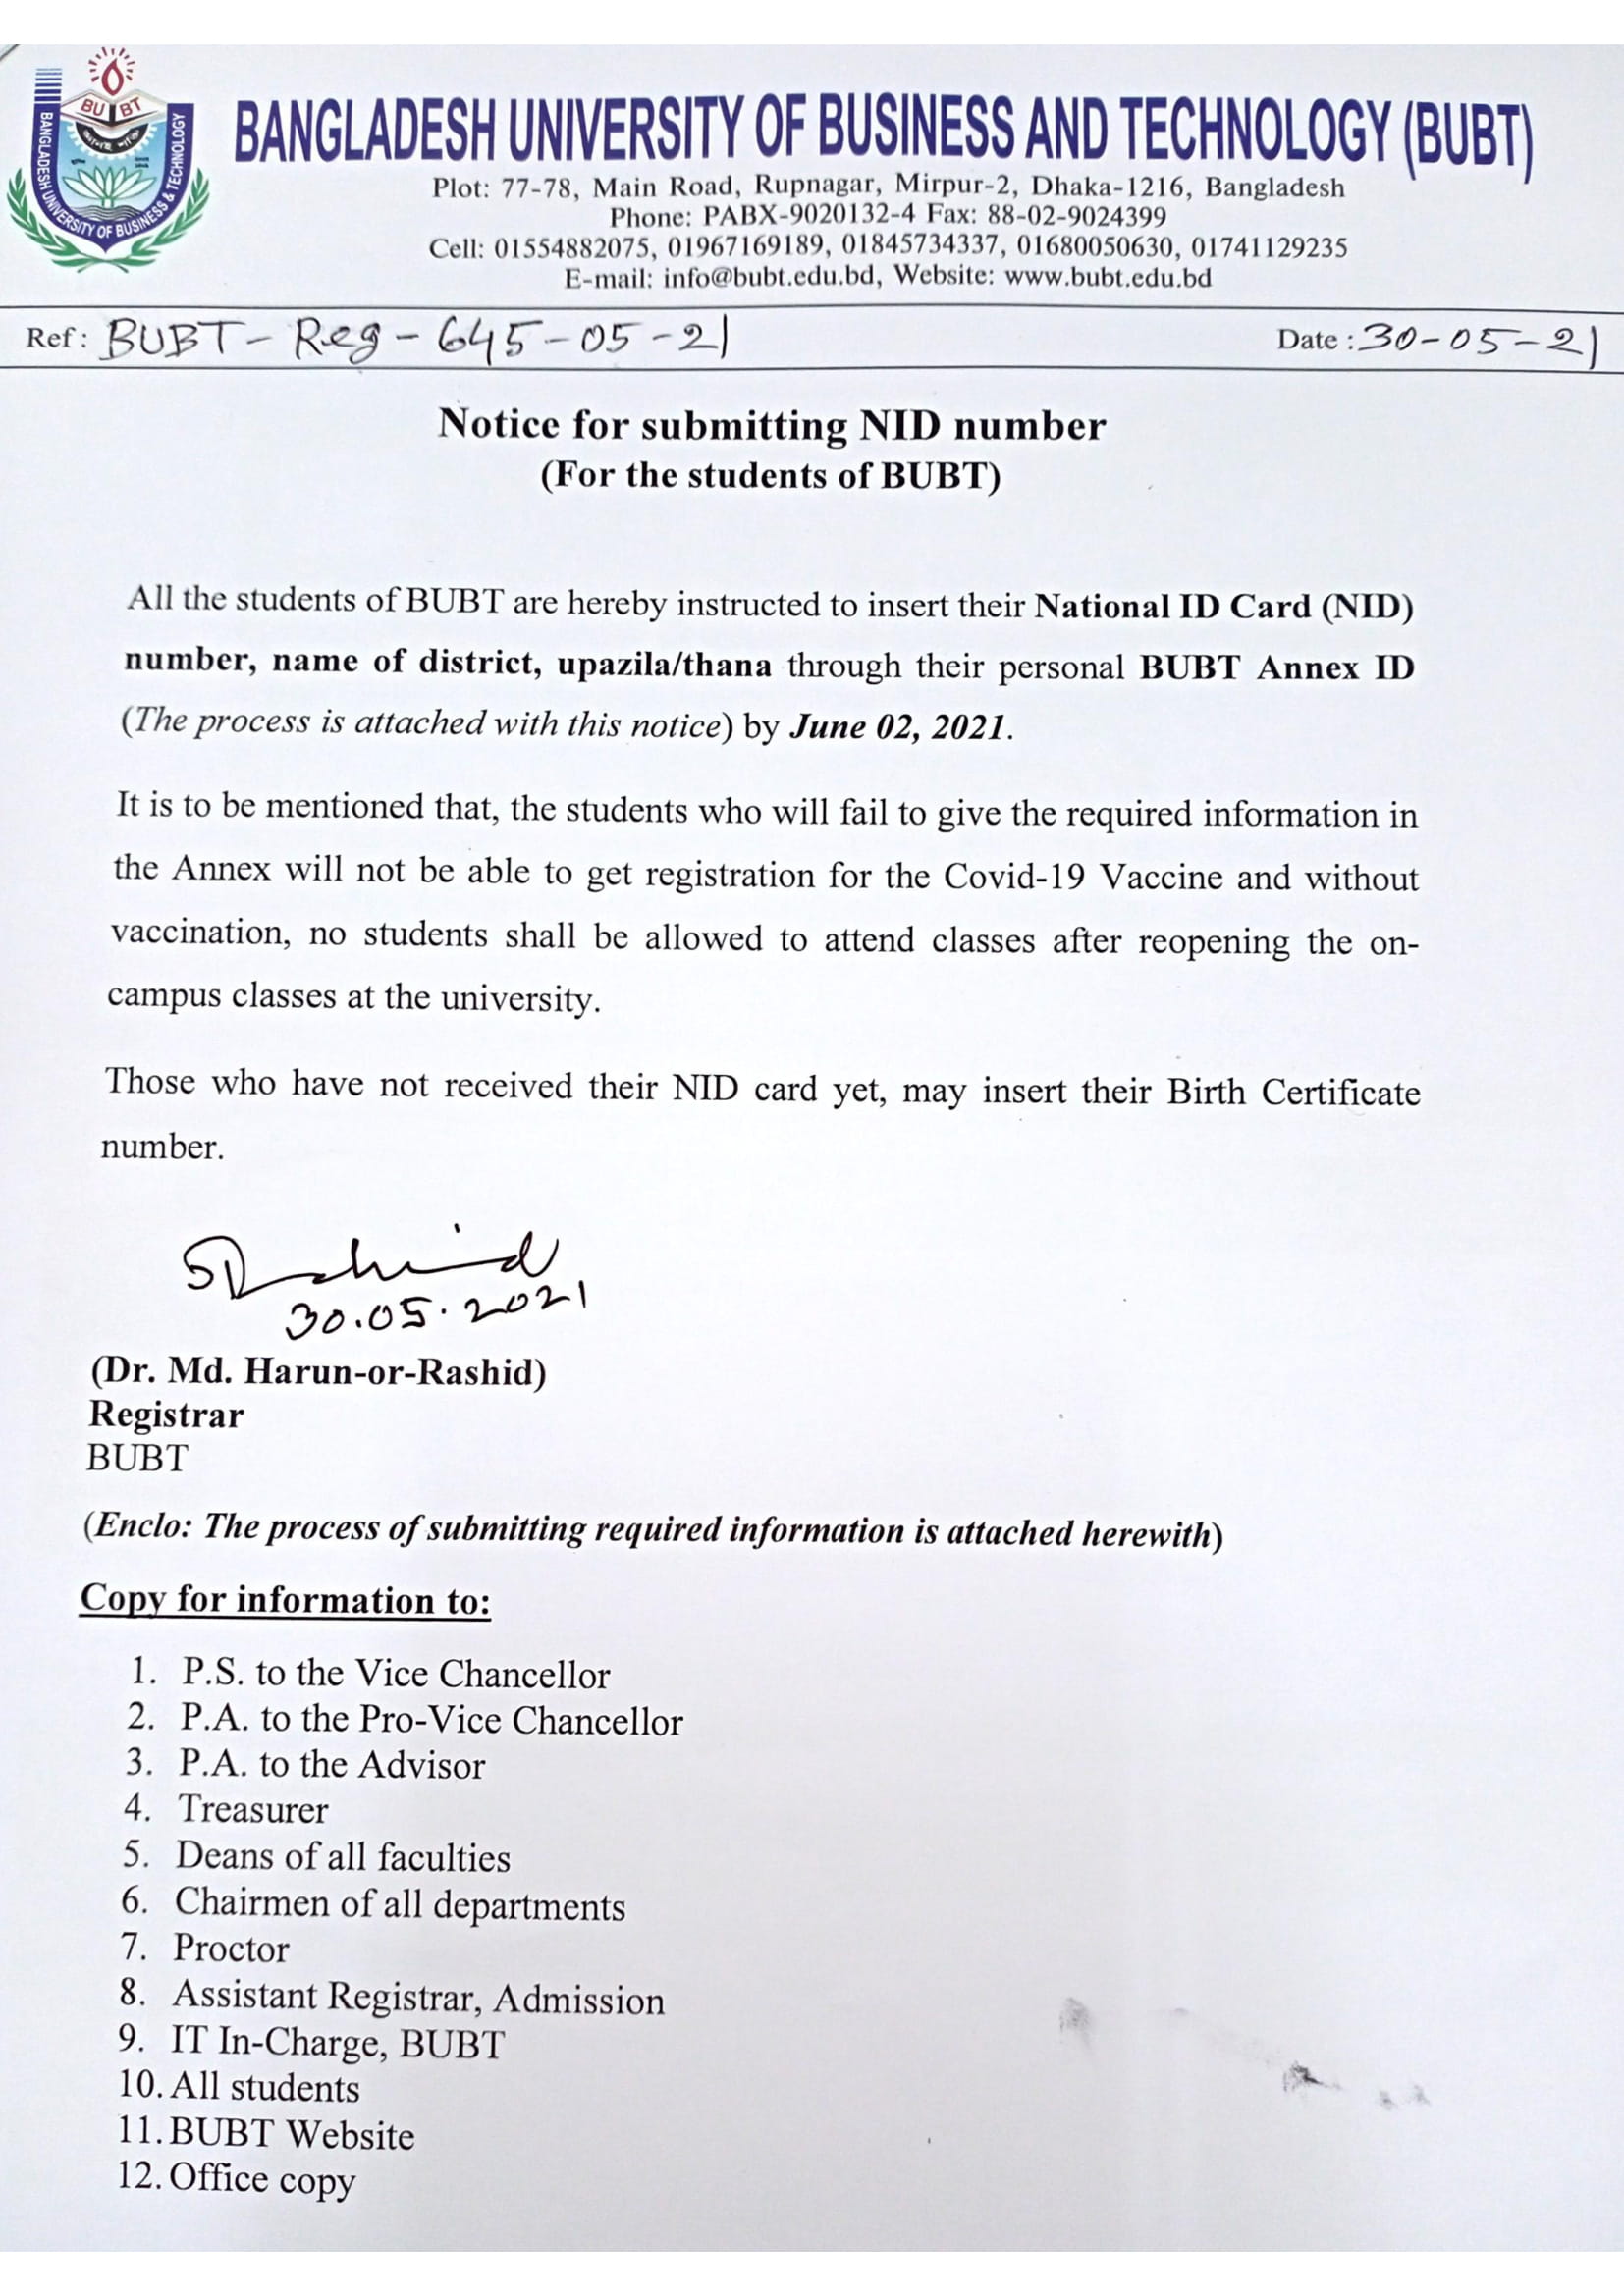 BU BT
BANGLADESH UNIVERSITY OF BUSINESS & TECHNOLOGY
BANGLADESH UNIVERSITY OF BUSINESS AND TECHNOLOGY (BUBT)
Plot: 77-78, Main Road, Rupnagar, Mirpur-2, Dhaka-1216, Bangladesh
Phone: PABX-9020132-4 Fax: 88-02-9024399
Cell: 01554882075, 01967169189, 01845734337, 01680050630, 01741129235
E-mail: info@bubt.edu.bd, Website: www.bubt.edu.bd
Ref: BUBT-Reg-645-05-21 Date: 30-05-21
Notice for submitting NID number
(For the students of BUBT)
All the students of BUBT are hereby instructed to insert their National ID Card (NID)
number, name of district, upazila/thana through their personal BUBT Annex ID
(The process is attached with this notice) by June 02, 2021.
It is to be mentioned that, the students who will fail to give the required information in
the Annex will not be able to get registration for the Covid-19 Vaccine and without
vaccination, no students shall be allowed to attend classes after reopening the on-
campus classes at the university.
Those who have not received their NID card yet, may insert their Birth Certificate
number.
30.05.2021
(Dr. Md. Harun-or-Rashid)
Registrar
BUBT
(Enclo: The process of submitting required information is attached herewith)
Copy for information to:
1. P.S. to the Vice Chancellor
2. P.A. to the Pro-Vice Chancellor
3. P.A. to the Advisor
4. Treasurer
5. Deans of all faculties
6. Chairmen of all departments
7. Proctor
8. Assistant Registrar, Admission
9. IT In-Charge, BUBT
10. All students
11. BUBT Website
12. Office copy